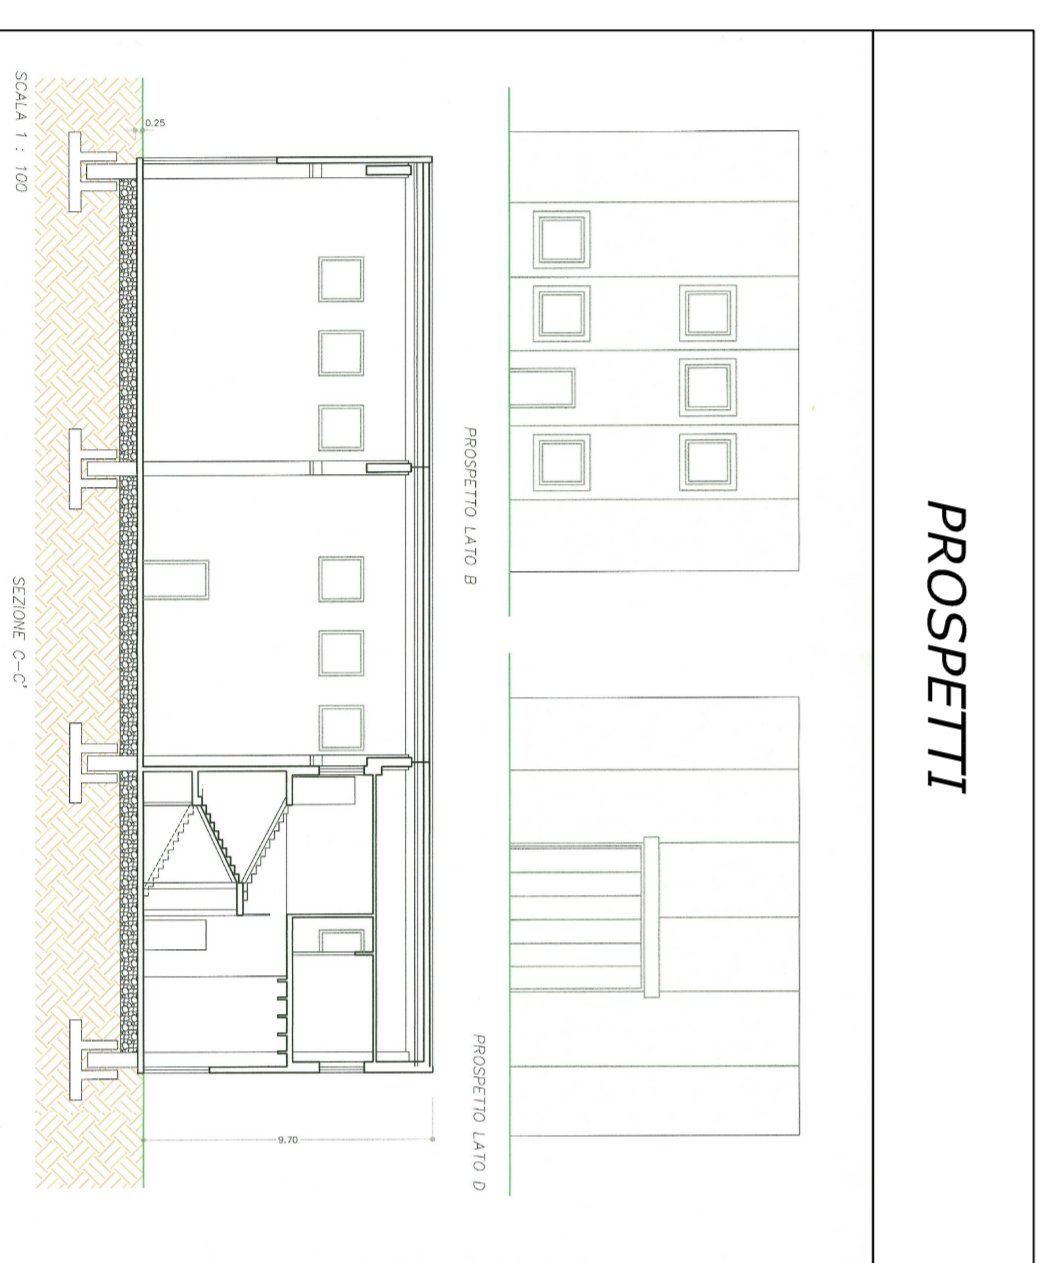 PROSPETTI
PROSPETTO LATO B
PROSPETTO LATO D
0.25
9.70
SCALA 1 : 100
SEZIONE C-C'